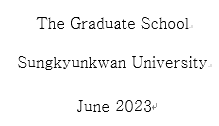 The Graduate School
Sungkyunkwan University
June 2023